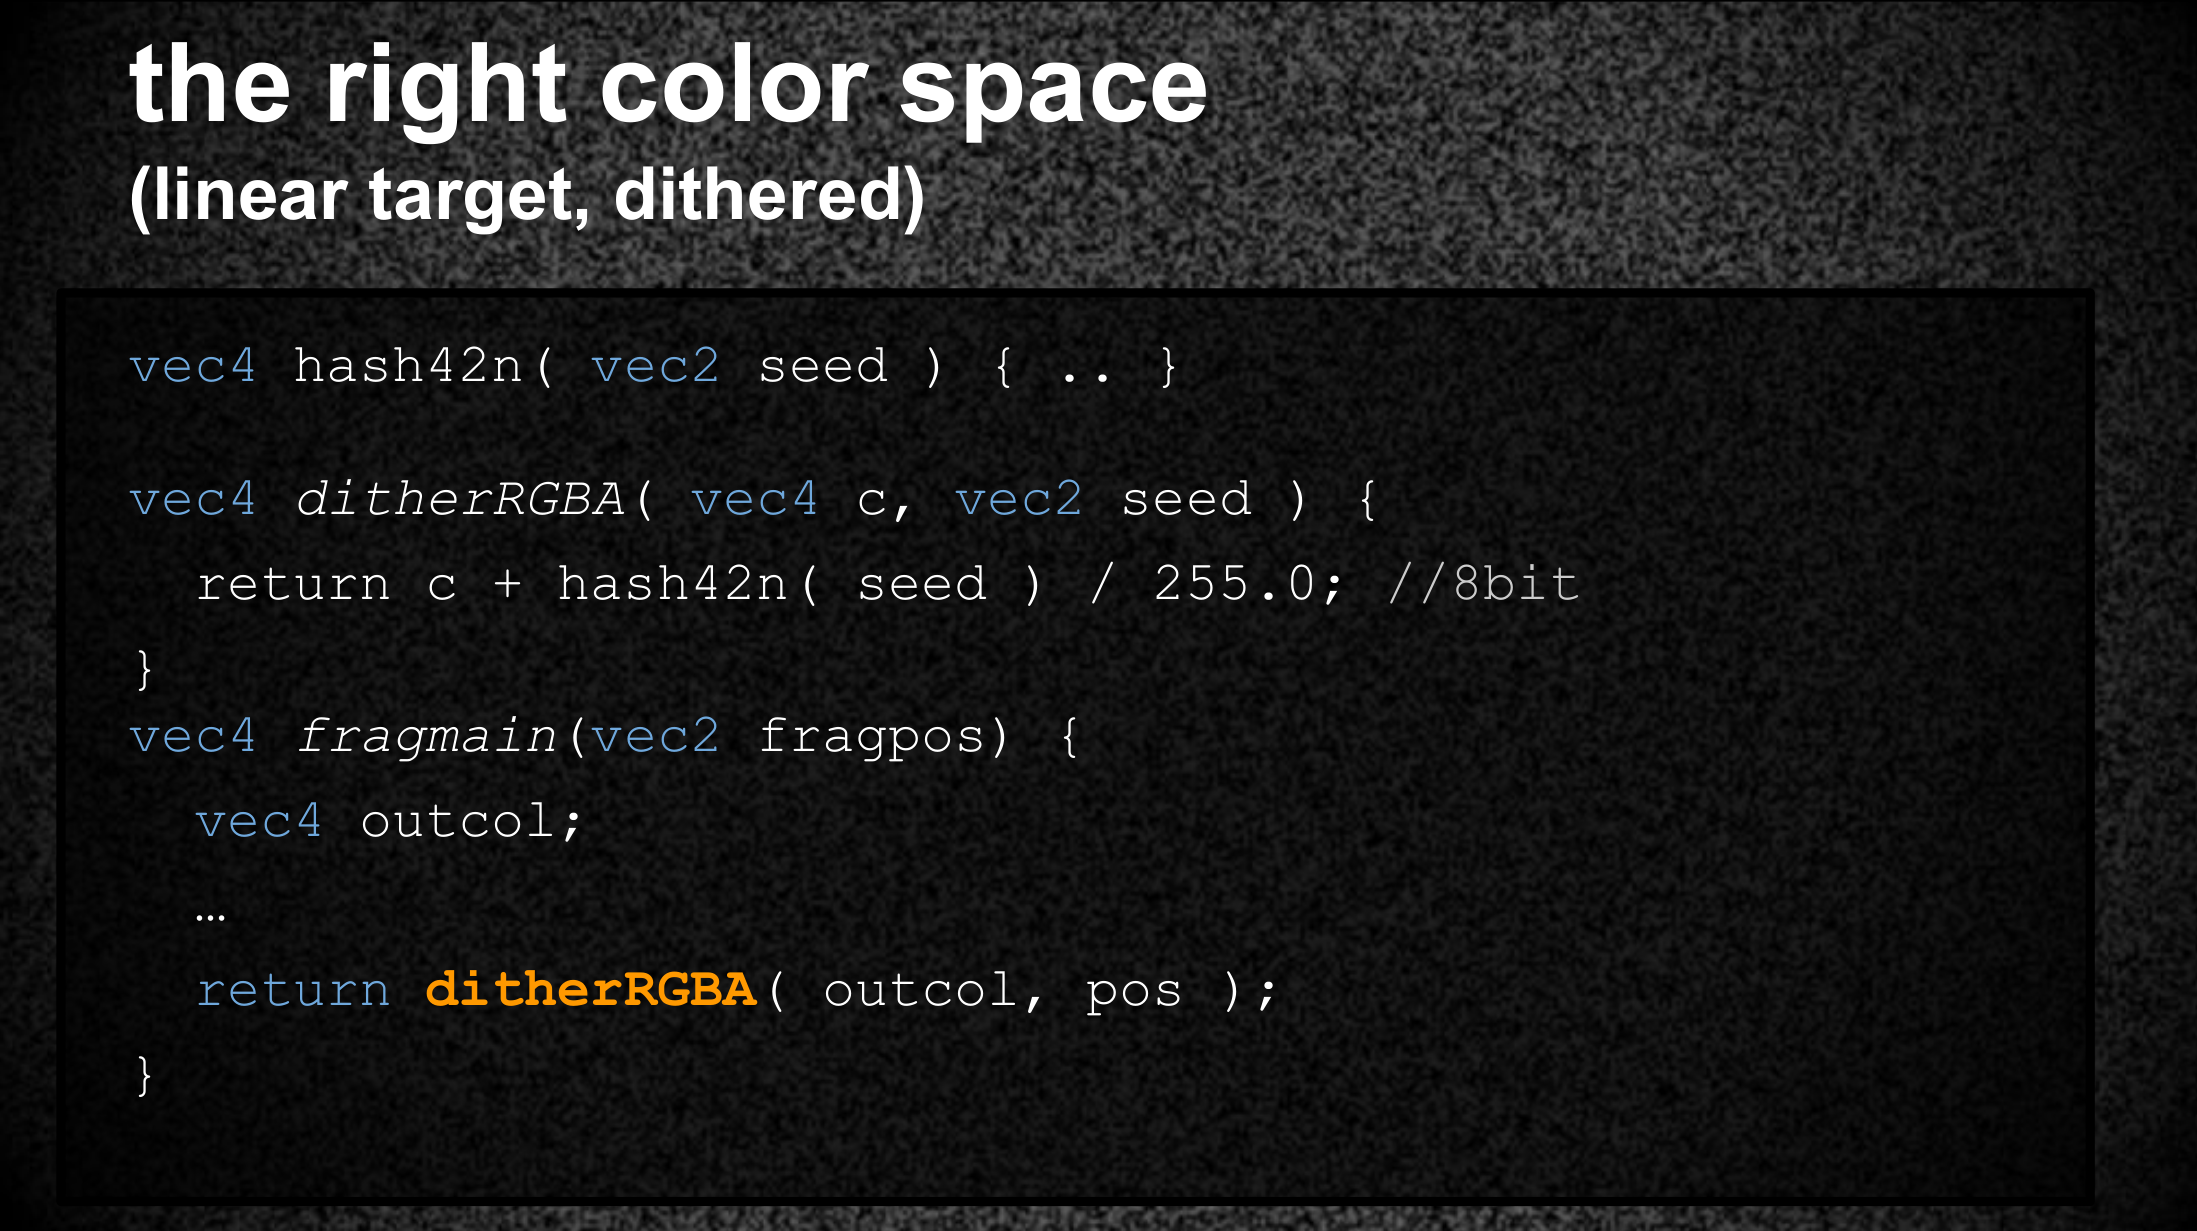 the right color space
(linear target, dithered)
vec4 hash42n( vec2 seed ) { .. }
vec4 ditherRGBA( vec4 c, vec2 seed ) {
return c + hash42n( seed ) / 255.0; //8bit
}
vec4 fragmain(vec2 fragpos) {
vec4 outcol;
…
return ditherRGBA( outcol, pos );
}